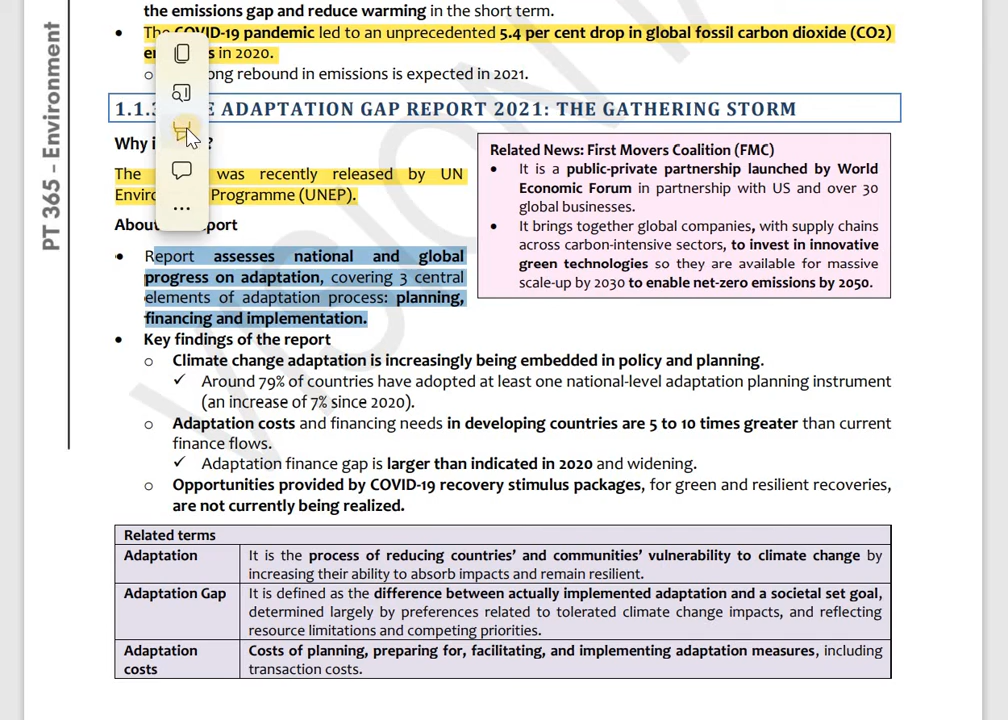 the emissions gap and reduce warming in the short term.
• The COVID-19 pandemic led to an unprecedented 5.4 per cent drop in global fossil carbon dioxide (CO2)
in 2020.
ong rebound in emissions is expected in 2021.
1.1.3 ADAPTATION GAP REPORT 2021: THE GATHERING STORM
Why i ?
The was recently released by UN
Enviro Programme (UNEP).
About port
• Report assesses national and global
progress on adaptation, covering 3 central
elements of adaptation process: planning,
financing and implementation.
Related News: First Movers Coalition (FMC)
• It is a public-private partnership launched by World
Economic Forum in partnership with US and over 30
global businesses.
• It brings together global companies, with supply chains
across carbon-intensive sectors, to invest in innovative
green technologies so they are available for massive
scale-up by 2030 to enable net-zero emissions by 2050.
• Key findings of the report
o Climate change adaptation is increasingly being embedded in policy and planning.
✓ Around 79% of countries have adopted at least one national-level adaptation planning instrument
(an increase of 7% since 2020).
o Adaptation costs and financing needs in developing countries are 5 to 10 times greater than current
finance flows.
✓ Adaptation finance gap is larger than indicated in 2020 and widening.
o Opportunities provided by COVID-19 recovery stimulus packages, for green and resilient recoveries,
are not currently being realized.
Related terms
Adaptation It is the process of reducing countries' and communities' vulnerability to climate change by
increasing their ability to absorb impacts and remain resilient.
Adaptation Gap It is defined as the difference between actually implemented adaptation and a societal set goal,
determined largely by preferences related to tolerated climate change impacts, and reflecting
resource limitations and competing priorities.
Adaptation Costs of planning, preparing for, facilitating, and implementing adaptation measures, including
costs transaction costs.
PT 365 - Environment